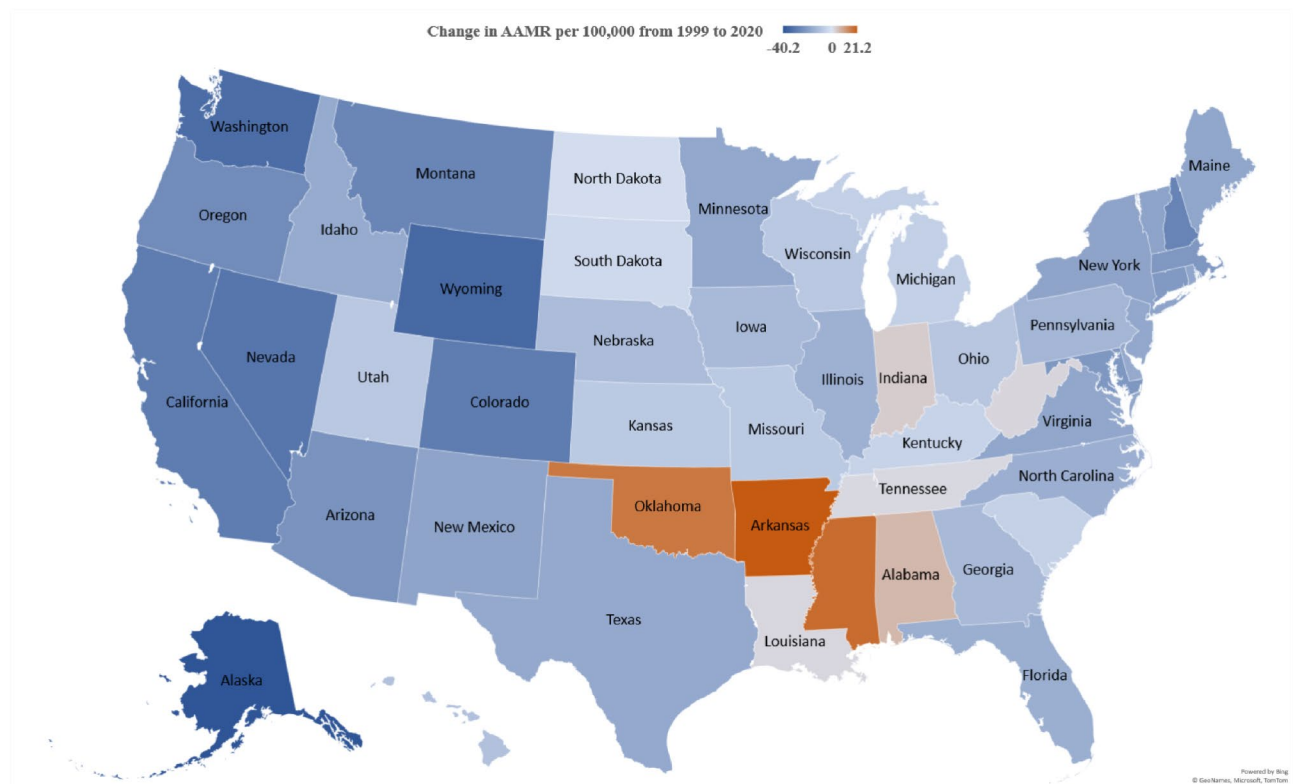 Change in AAMR per 100,000 from 1999 to 2020
-40.2 0 21.2
Washington
Montana
North Dakota
Minnesota
Maine
Oregon
Idaho
Wisconsin
South Dakota
Michigan
New York
Wyoming
Nebraska
Iowa
Pennsylvania
Nevada
Utah
Colorado
Illinois
Indiana
Ohio
California
Kansas
Missouri
Kentucky
Virginia
Tennessee
North Carolina
Arizona
New Mexico
Oklahoma
Arkansas
Alabama
Georgia
Texas
Louisiana
Florida
Alaska
Powered by Bing
© GeoNames, Microsoft, TomTom